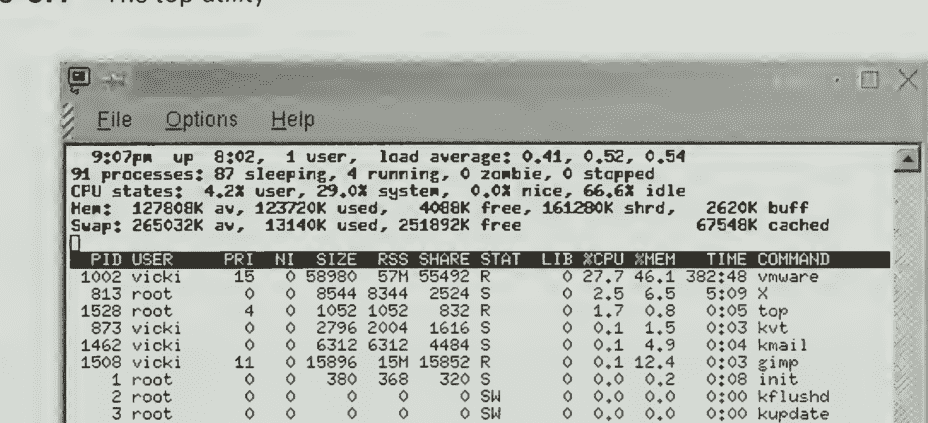 The top utility
File Options Help
9:07pm up 8:02, 1 user, load average: 0.41, 0.52, 0.54
91 processes: 87 sleeping, 4 running, 0 zombie, 0 stopped
CPU states: 4.2% user, 29.0% system, 0.0% nice, 66.6% idle
Mem: 127808K av, 123720K used, 4088K free, 161280K shrd, 2620K buff
Swap: 265032K av, 13140K used, 251892K free 67548K cached
PID USER PRI NI SIZE RSS SHARE STAT LIB %CPU %MEM TIME COMMAND
1002 vicki 15 0 58980 57M 55492 R 0 27.7 46.1 382:48 vmware
813 root 0 0 8544 8344 2524 S 0 2.5 6.5 5:09 X
1528 root 4 0 1052 1052 832 R 0 1.7 0.8 0:05 top
873 vicki 0 0 2796 2004 1616 S 0 0.1 1.5 0:03 kvt
1462 vicki 0 0 6312 6312 4484 S 0 0.1 4.9 0:04 kmail
1508 vicki 11 0 15896 15M 15852 R 0 0.1 12.4 0:03 gimp
1 root 0 0 380 368 320 S 0 0.0 0.2 0:08 init
2 root 0 0 0 0 0 SW 0 0.0 0.0 0:00 kflushd
3 root 0 0 0 0 0 SW 0 0.0 0.0 0:00 kupdate